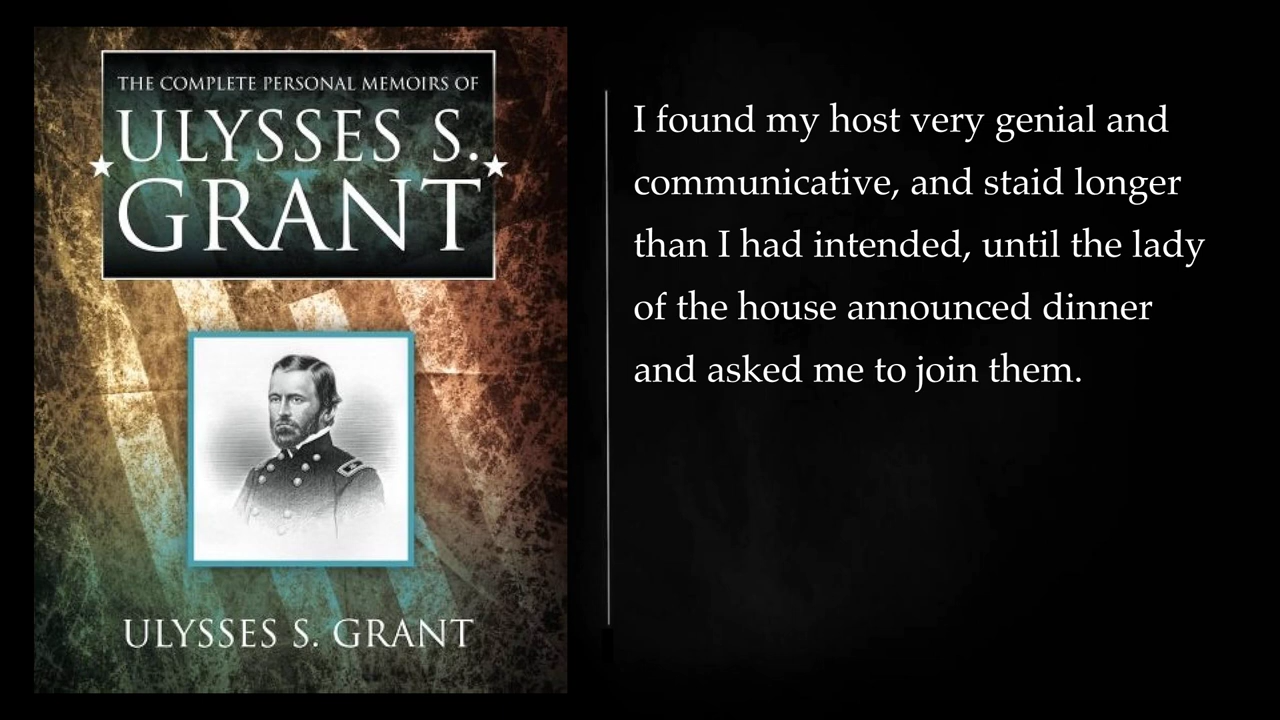 THE COMPLETE PERSONAL MEMOIRS OF
ULYSSES S.
GRANT
ULYSSES S. GRANT
I found my host very genial and
communicative, and staid longer
than I had intended, until the lady
of the house announced dinner
and asked me to join them.